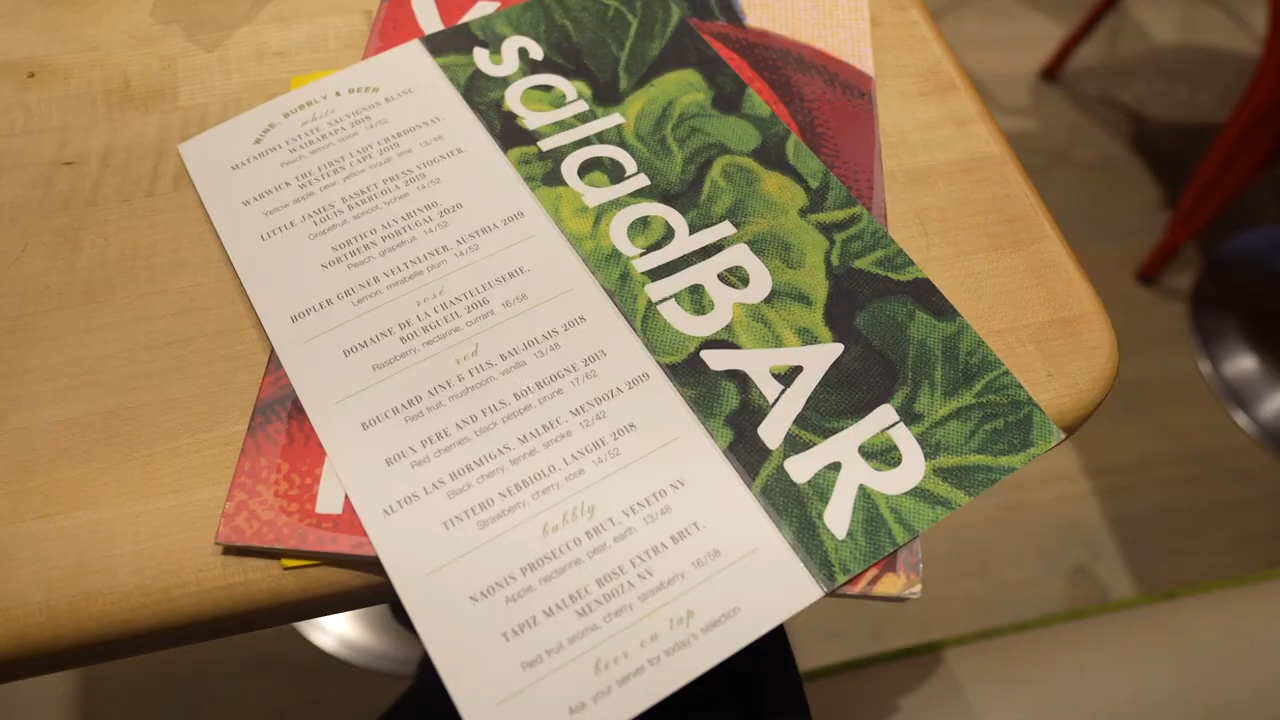 WINE, BUBBLY & BEER
white
MATAHIWI ESTATE, SAUVIGNON BLANC,
WAIRARAPA 2018
Peach, lemon, spice 14/52
WARWICK THE FIRST LADY CHARDONNAY,
WESTERN CAPE 2019
Yellow apple, pear, yellow loquat, lime 13/48
LITTLE JAMES' BASKET PRESS VIOGNIER,
LOUIS BARRUOLA 2019
Grapefruit, apricot, lychee 14/52
NORTICO ALVARINHO,
NORTHERN PORTUGAL 2020
Peach, grapefruit 14/52
HOPLER GRUNER VELTNLINER, AUSTRIA 2019
Lemon, mirabelle plum 14/52
rosé
DOMAINE DE LA CHANTELEUSERIE,
BOURGUEIL 2016
Raspberry, nectarine, currant 16/58
red
BOUCHARD AINE & FILS, BAUJOLAIS 2018
Red fruit, mushroom, vanilla 13/48
ROUX PERE AND FILS, BOURGOGNE 2013
Red cherries, black pepper, prune 17/62
ALTOS LAS HORMIGAS, MALBEC, MENDOZA 2019
Black cherry, fennel, smoke 12/42
TINTERO NEBBIOLO, LANGHE 2018
Strawberry, cherry, rose 14/52
bubbly
NAONIS PROSECCO BRUT, VENETO NV
Apple, nectarine, pear, earth 13/48
TAPIZ MALBEC ROSE EXTRA BRUT,
MENDOZA NV
Red fruit aroma, cherry, strawberry 16/58
beer on tap
Ask your server for today's selection
saladBAR